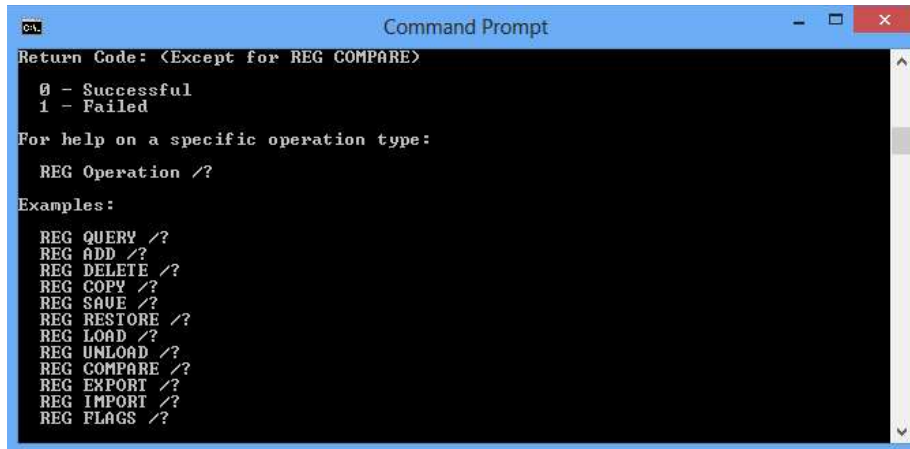 Command Prompt
Return Code: (Except for REG COMPARE)
0 - Successful
1 - Failed
For help on a specific operation type:
REG Operation /?
Examples:
REG QUERY /?
REG ADD /?
REG DELETE /?
REG COPY /?
REG SAVE /?
REG RESTORE /?
REG LOAD /?
REG UNLOAD /?
REG COMPARE /?
REG EXPORT /?
REG IMPORT /?
REG FLAGS /?